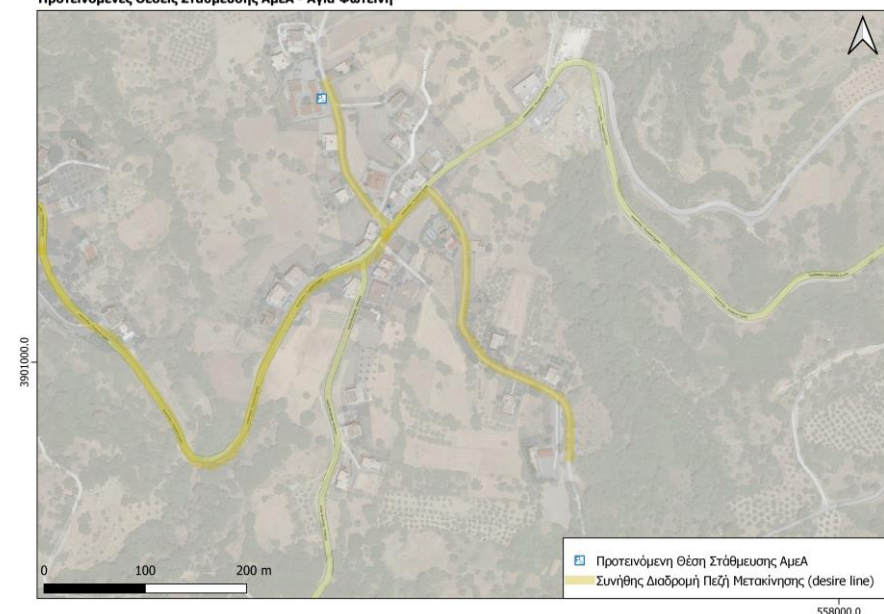 Προτεινόμενες Θέσεις Στάθμευσης ΑμεΑ - Αγία Φωτεινή
3901000.0
0 100 200 m
Προτεινόμενη Θέση Στάθμευσης ΑμεΑ
Συνήθης Διαδρομή Πεζή Μετακίνησης (desire line)
558000.0